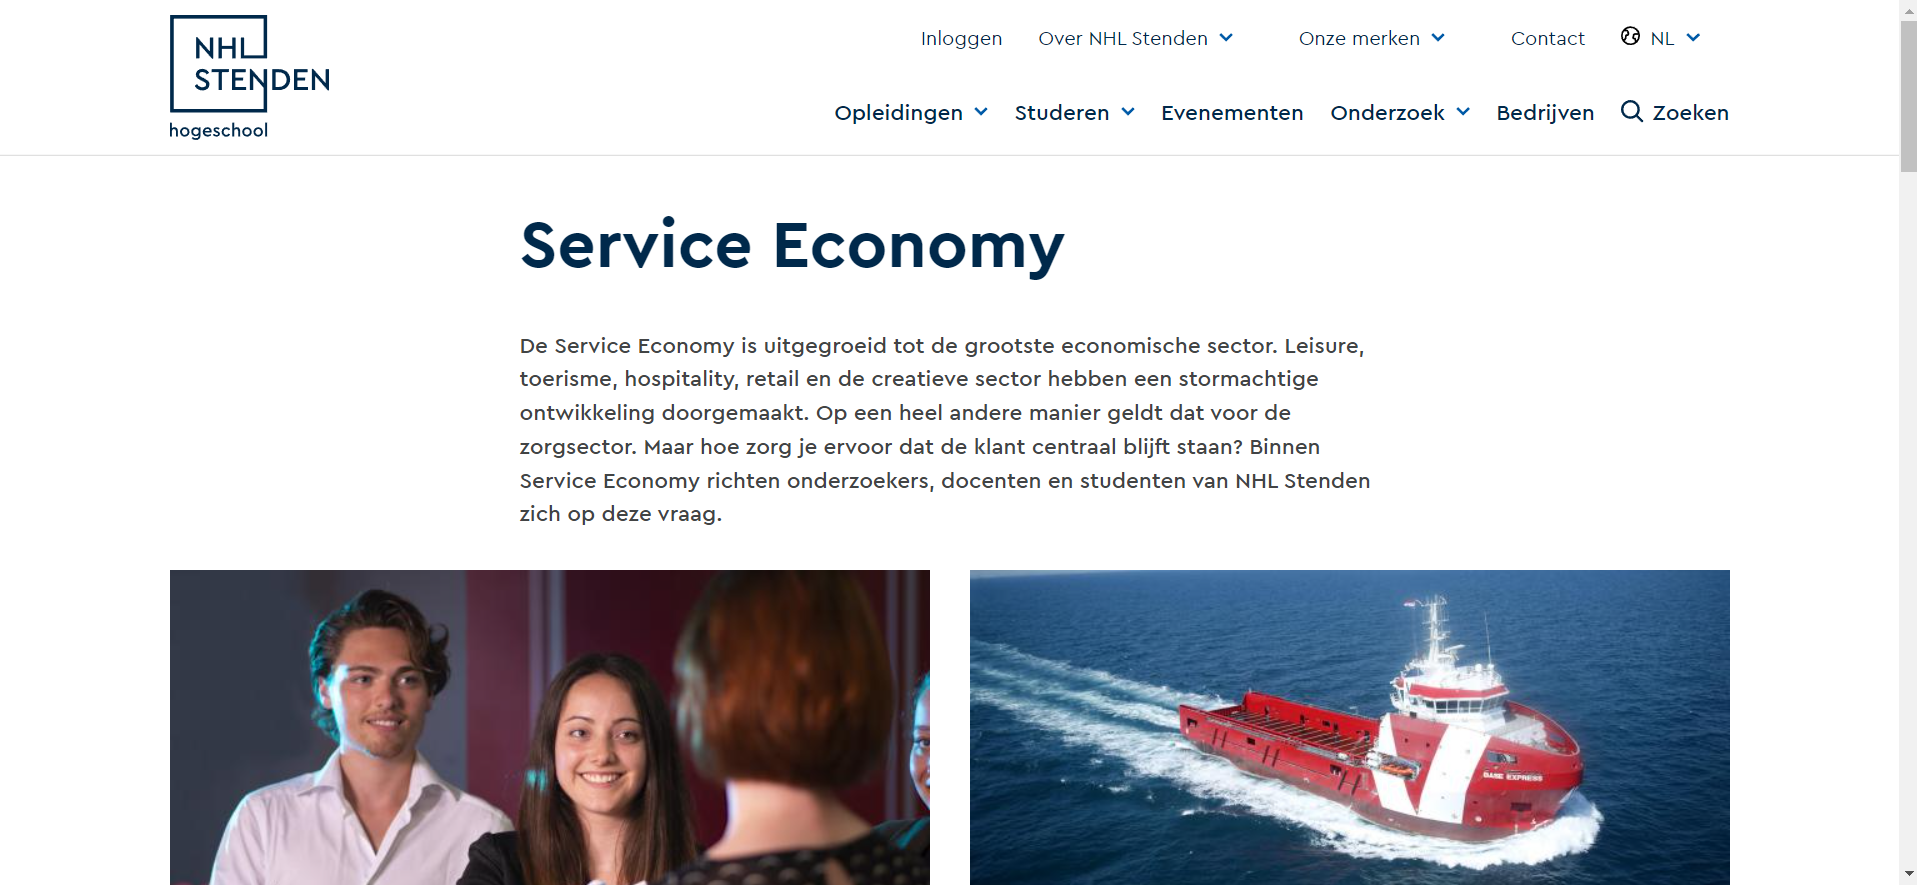 NHL
STENDEN
hogeschool
Inloggen
Over NHL Stenden
Onze merken
Contact
NL
Opleidingen
Studeren
Evenementen
Onderzoek
Bedrijven
Zoeken
Service Economy
De Service Economy is uitgegroeid tot de grootste economische sector. Leisure,
toerisme, hospitality, retail en de creatieve sector hebben een stormachtige
ontwikkeling doorgemaakt. Op een heel andere manier geldt dat voor de
zorgsector. Maar hoe zorg je ervoor dat de klant centraal blijft staan? Binnen
Service Economy richten onderzoekers, docenten en studenten van NHL Stenden
zich op deze vraag.
EXPRESS